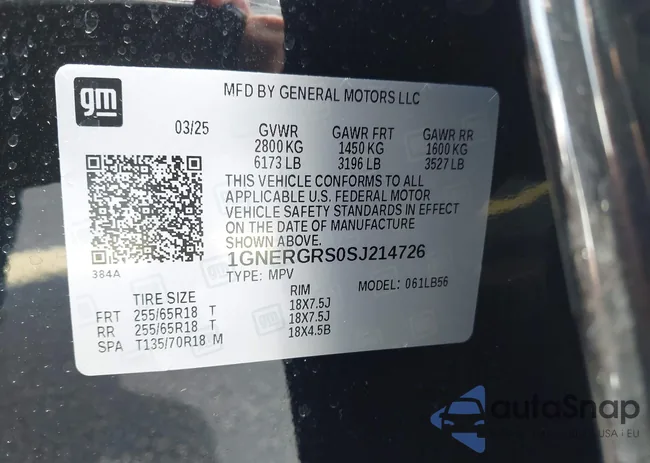 gm
MFD BY GENERAL MOTORS LLC
03/25 GVWR GAWR FRT GAWR RR
2800 KG 1450 KG 1600 KG
6173 LB 3196 LB 3527 LB
THIS VEHICLE CONFORMS TO ALL
APPLICABLE U.S. FEDERAL MOTOR
VEHICLE SAFETY STANDARDS IN EFFECT
ON THE DATE OF MANUFACTURE
SHOWN ABOVE.
1GNERGRS0SJ214726
384A
TYPE: MPV MODEL: 061LB56
TIRE SIZE RIM
FRT 255/65R18 T 18X7.5J
RR 255/65R18 T 18X7.5J
SPA T135/70R18 M 18X4.5B
autoSnap
USA • EU